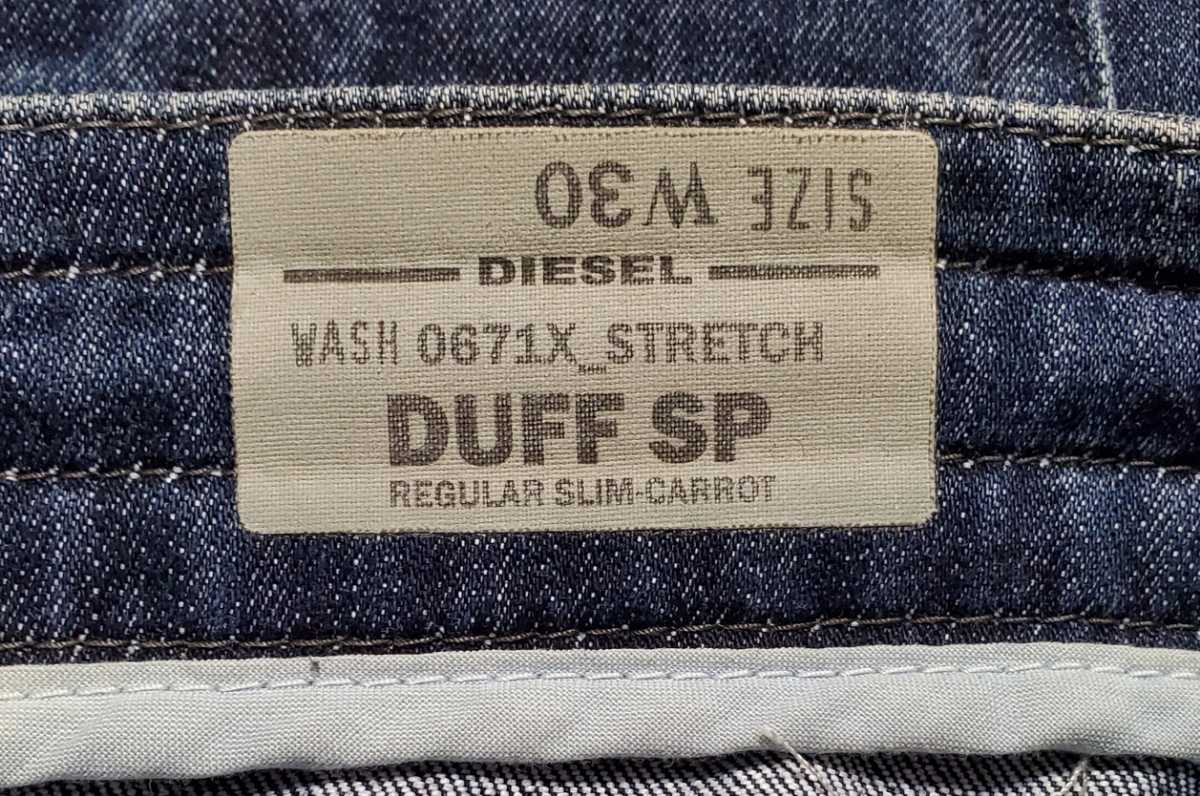 SIZE W30
DIESEL
WASH 0671X_STRETCH
DUFF SP
REGULAR SLIM-CARROT